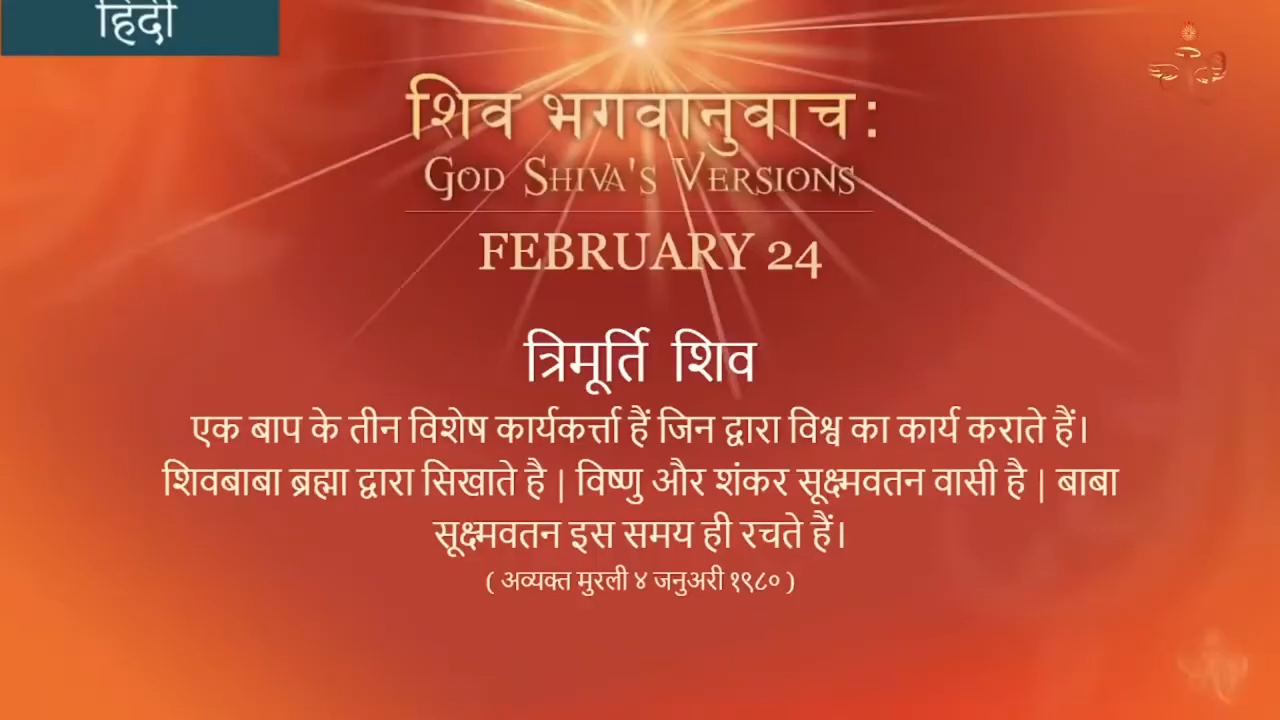 हिंदी
शिव भगवानुवाच:
GOD SHIVA'S VERSIONS
FEBRUARY 24
त्रिमूर्ति शिव
एक बाप के तीन विशेष कार्यकर्त्ता हैं जिन द्वारा विश्व का कार्य कराते हैं।
शिवबाबा ब्रह्मा द्वारा सिखाते है | विष्णु और शंकर सूक्ष्मवतन वासी है | बाबा
सूक्ष्मवतन इस समय ही रचते हैं।
( अव्यक्त मुरली ४ जनुअरी १९८० )